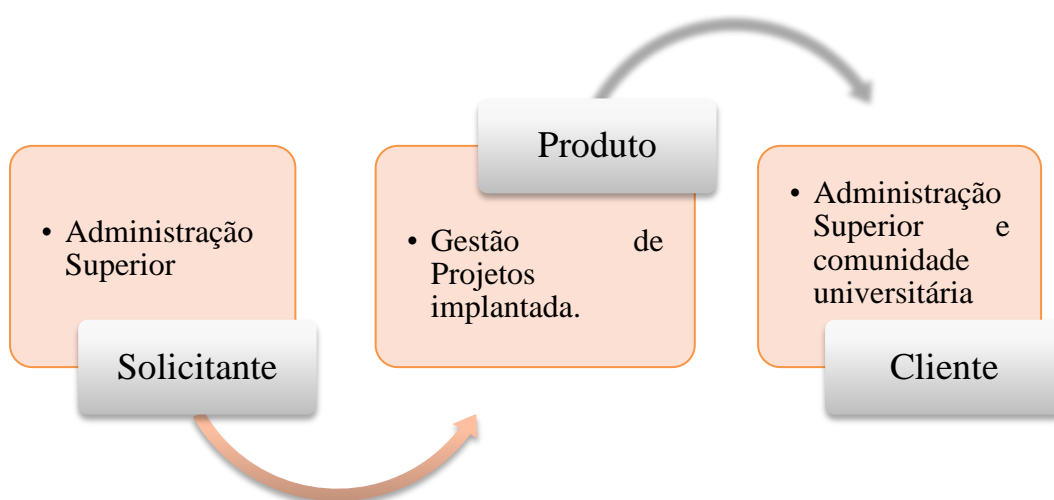 • Administração
Superior
Solicitante
Produto
• Gestão de
Projetos
implantada.
• Administração
Superior e
comunidade
universitária
Cliente